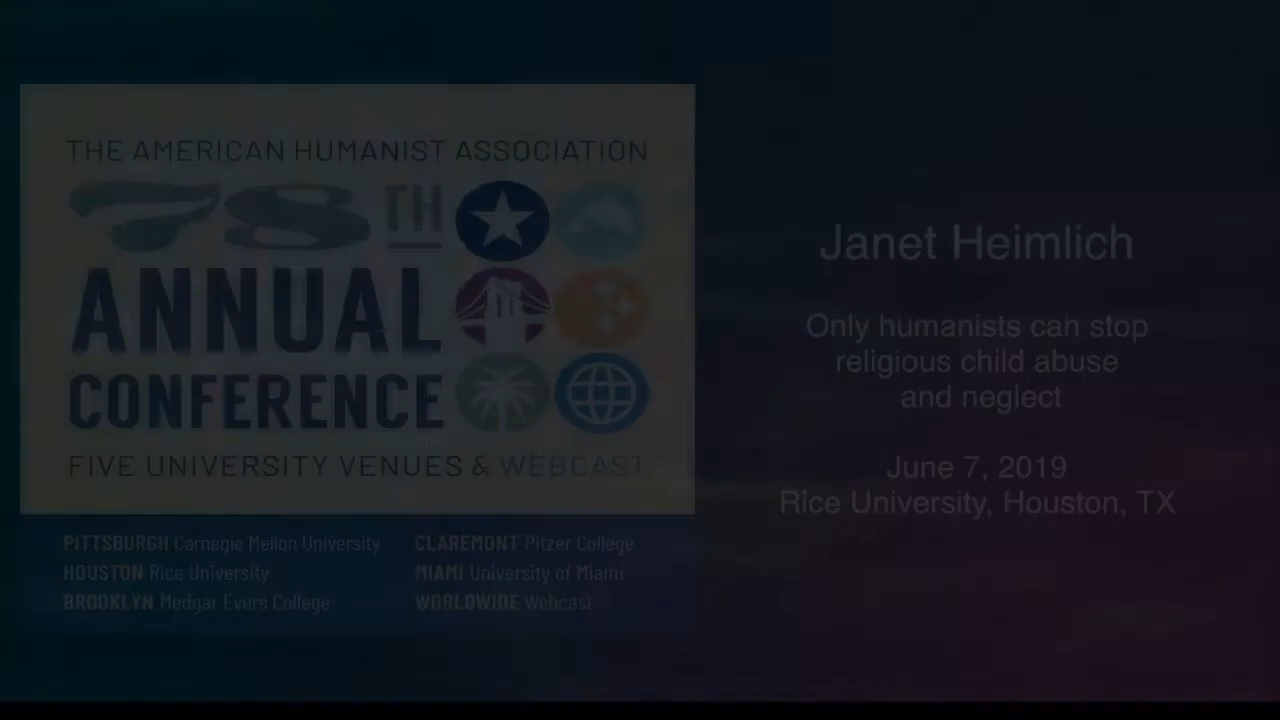 THE AMERICAN HUMANIST ASSOCIATION
78TH
ANNUAL
CONFERENCE
FIVE UNIVERSITY VENUES & WEBCAST
PITTSBURGH Carnegie Mellon University
HOUSTON Rice University
BROOKLYN Medgar Evers College
CLAREMONT Pitzer College
MIAMI University of Miami
WORLDWIDE Webcast
Janet Heimlich
Only humanists can stop
religious child abuse
and neglect
June 7, 2019
Rice University, Houston, TX